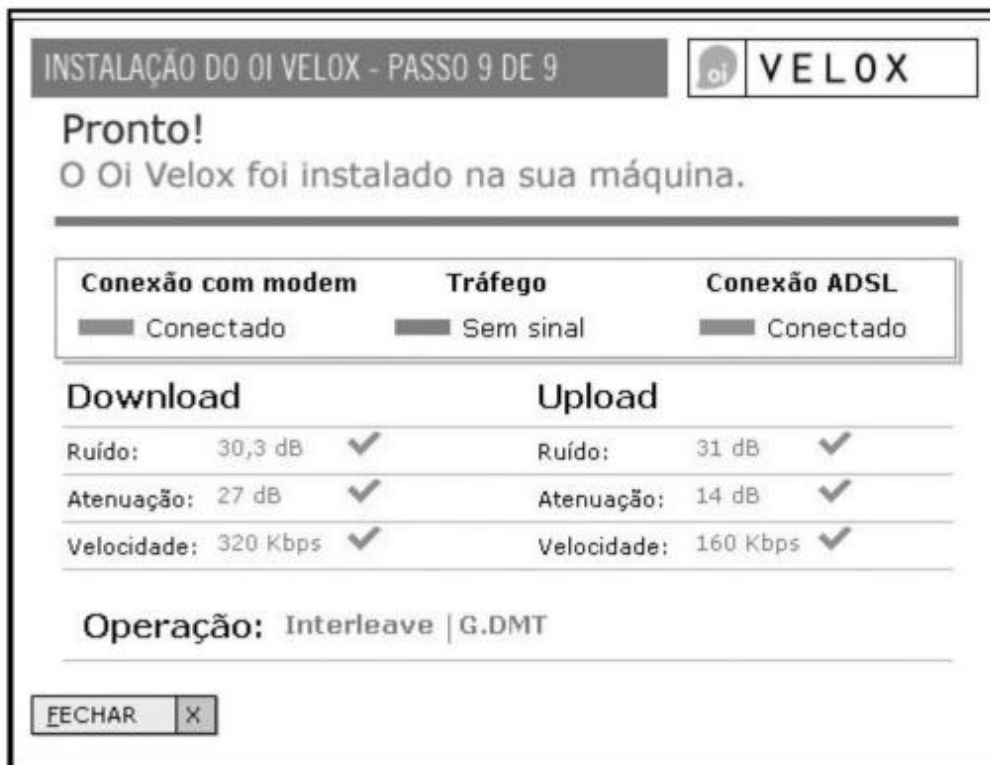 INSTALAÇÃO DO OI VELOX - PASSO 9 DE 9
oi VELOX
Pronto!
O Oi Velox foi instalado na sua máquina.
Conexão com modem Tráfego Conexão ADSL
Conectado Sem sinal Conectado
Download Upload
Ruído: 30,3 dB Ruído: 31 dB
Atenuação: 27 dB Atenuação: 14 dB
Velocidade: 320 Kbps Velocidade: 160 Kbps
Operação: Interleave | G.DMT
FECHAR X